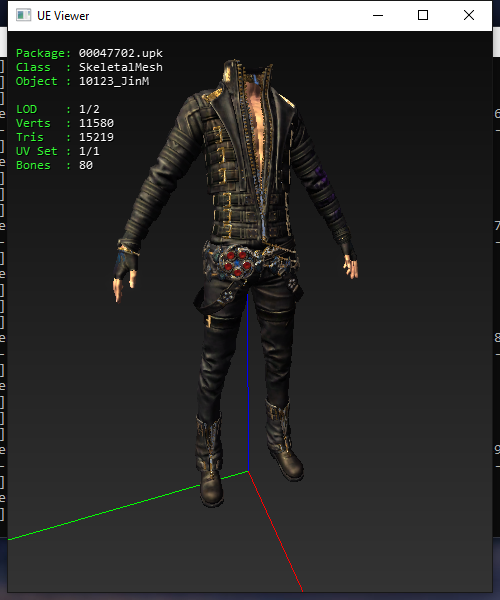 UE Viewer
Package: 00047702.upk
Class : SkeletalMesh
Object : 10123_JinM
LOD : 1/2
Verts : 11580
Tris : 15219
UV Set : 1/1
Bones : 80